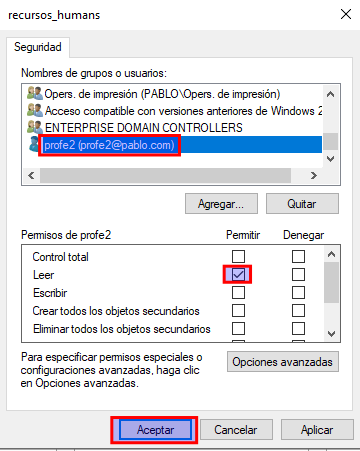 recursos_humans
Seguridad
Nombres de grupos o usuarios:
Opers. de impresión (PABLO\Opers. de impresión)
Acceso compatible con versiones anteriores de Windows 2
ENTERPRISE DOMAIN CONTROLLERS
profe2 (profe2@pablo.com)
Agregar...
Quitar
Permisos de profe2
Permitir
Denegar
Control total
Leer
Escribir
Crear todos los objetos secundarios
Eliminar todos los objetos secundarios
Para especificar permisos especiales o
configuraciones avanzadas, haga clic
en Opciones avanzadas.
Opciones avanzadas
Aceptar
Cancelar
Aplicar